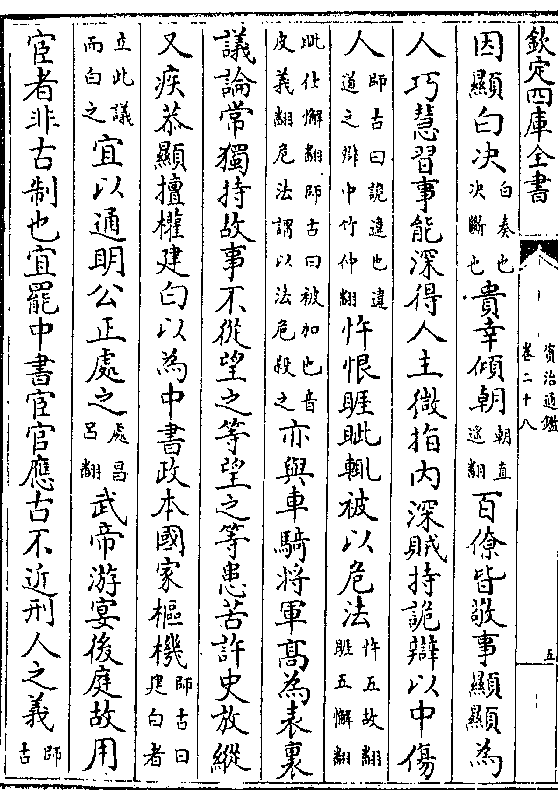 欽定四庫全書
資治通鑑
卷二十八
五
因顯白決白奏也決斷也貴幸傾朝朝直遥翻百僚皆敬事顯顯為
人巧慧習事能深得人主微指内深賊持詭辯以中傷
人師古曰詭違也違道之辯中竹仲翻忤恨睚眦輒被以危法忤五故翻睚五懈翻
眦仕懈翻師古曰被加也音皮義翻危法謂以法危殺之亦與車騎將軍髙為表裏
議論常獨持故事不從望之等望之等患苦許史放縱
又疾恭顯擅權建白以為中書政本國家樞機師古曰建白者
立此議而白之宜以通明公正處之處昌吕翻武帝游宴後庭故用
宦者非古制也宜罷中書宦官應古不近刑人之義師古